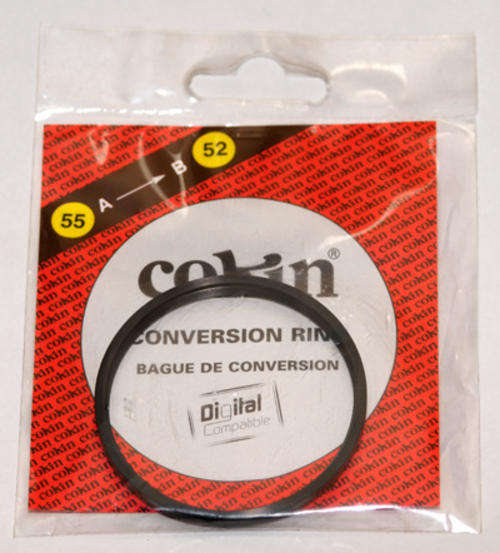 55 A B 52
cokin®
CONVERSION RING
BAGUE DE CONVERSION
Digital
Compatible